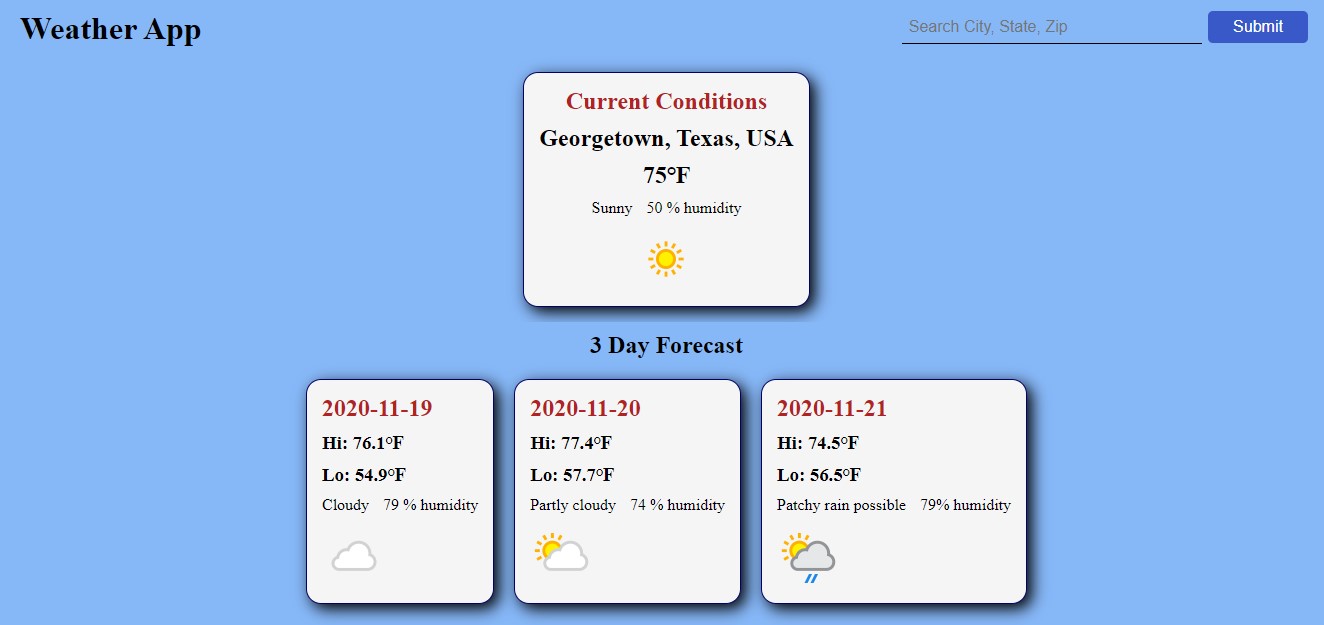 Weather App
Search City, State, Zip
Submit
Current Conditions
Georgetown, Texas, USA
75°F
Sunny 50 % humidity
3 Day Forecast
2020-11-19
Hi: 76.1°F
Lo: 54.9°F
Cloudy 79 % humidity
2020-11-20
Hi: 77.4°F
Lo: 57.7°F
Partly cloudy 74 % humidity
2020-11-21
Hi: 74.5°F
Lo: 56.5°F
Patchy rain possible 79% humidity